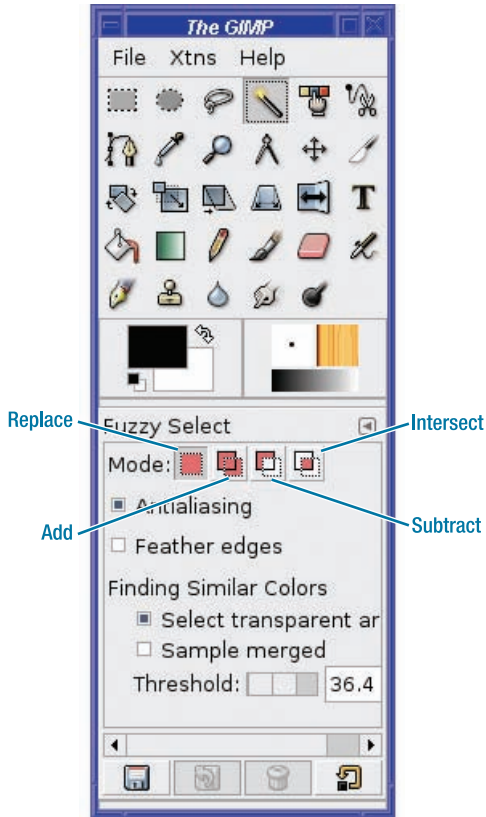 The GIMP
File Xtns Help
T
Replace
Fuzzy Select
Intersect
Mode:
Add
Antialiasing
Subtract
Feather edges
Finding Similar Colors
Select transparent ar
Sample merged
Threshold: 36.4